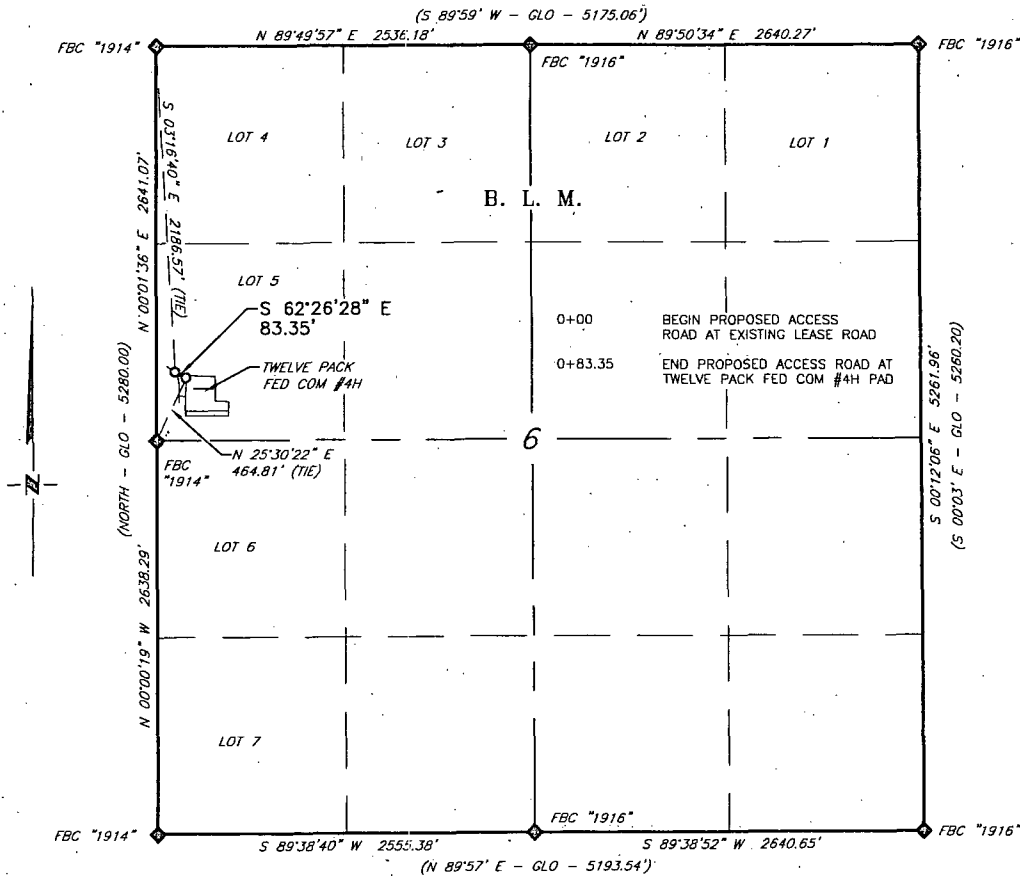 (S 89°59' W - GLO - 5175.06')
N 89°49'57" E 2536.18'
N 89°50'34" E 2640.27'
FBC "1914"
FBC "1916"
FBC "1916"
LOT 4
LOT 3
LOT 2
LOT 1
S 03°16'40" E 2186.57' (TIE)
N 00°01'36" E 2641.07'
B. L. M.
LOT 5
S 62°26'28" E
83.35'
0+00 BEGIN PROPOSED ACCESS
ROAD AT EXISTING LEASE ROAD
0+83.35 END PROPOSED ACCESS ROAD AT
TWELVE PACK FED COM #4H PAD
TWELVE PACK
FED COM #4H
(NORTH - GLO - 5280.00)
S 00°12'06" E 5261.96'
(S 00°03' E - GLO - 5260.20)
6
N 25°30'22" E
464.81' (TIE)
FBC
"1914"
N
LOT 6
N 00°00'19" W 2638.29'
LOT 7
FBC "1914"
FBC "1916"
FBC "1916"
S 89°38'40" W 2555.38'
S 89°38'52" W 2640.65'
(N 89°57' E - GLO - 5193.54')